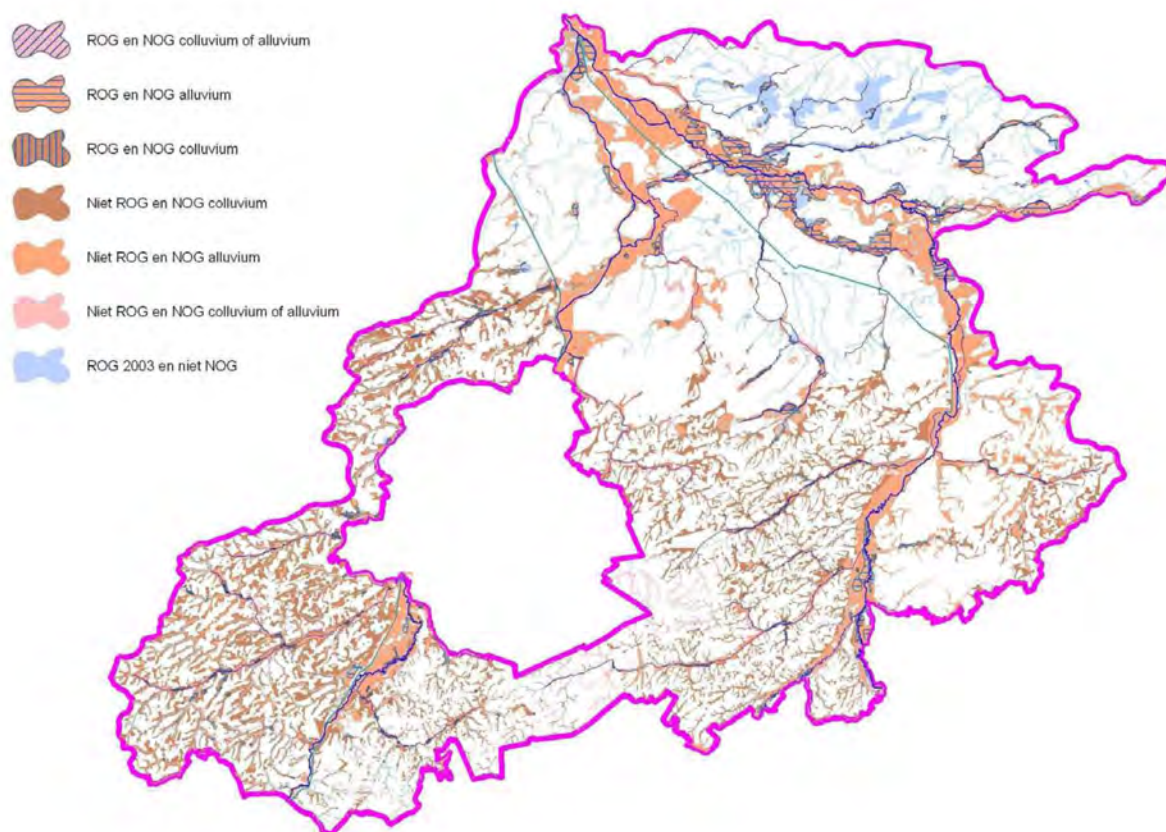 ROG en NOG colluvium of alluvium
ROG en NOG alluvium
ROG en NOG colluvium
Niet ROG en NOG colluvium
Niet ROG en NOG alluvium
Niet ROG en NOG colluvium of alluvium
ROG 2003 en niet NOG